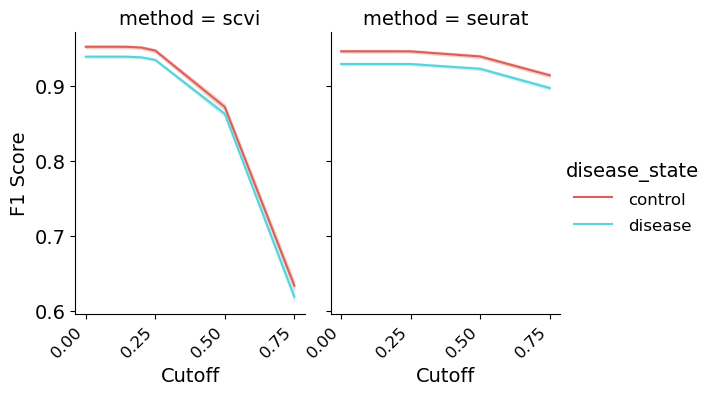 method = scvi
method = seurat
F1 Score
0.9
0.8
0.7
0.6
0.00
0.25
0.50
0.75
0.00
0.25
0.50
0.75
Cutoff
Cutoff
disease_state
control
disease